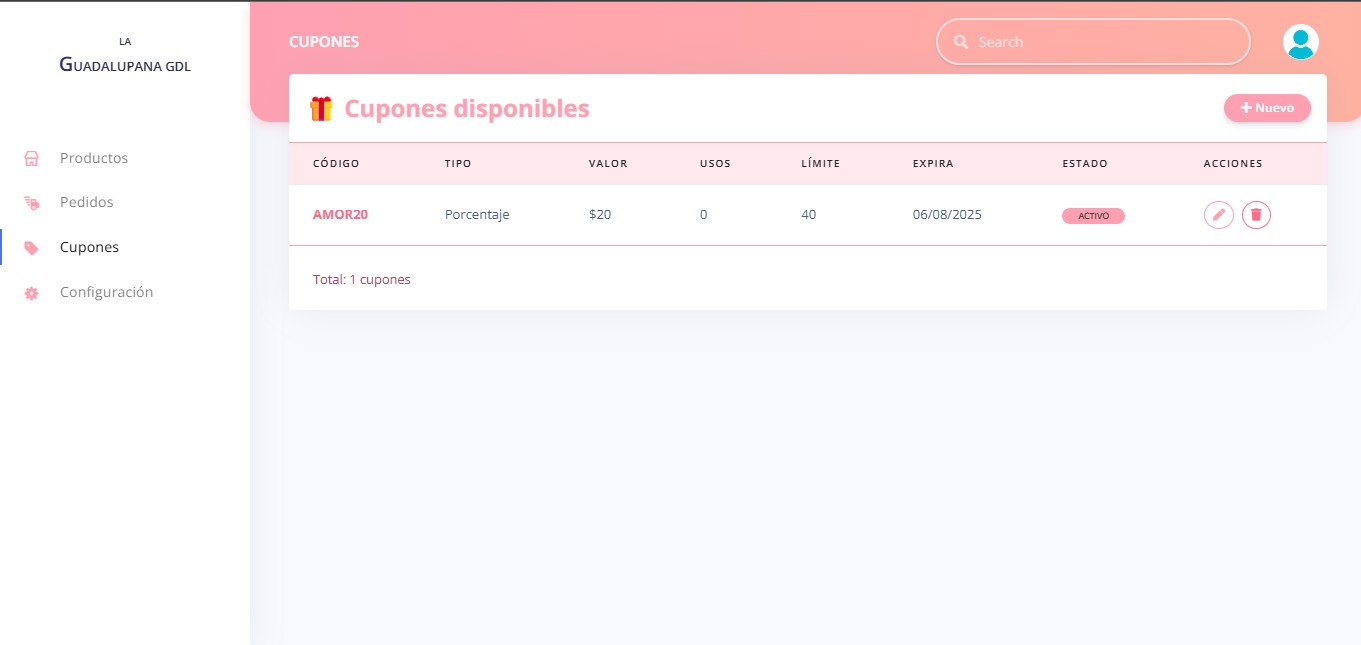 LA
GUADALUPANA GDL
Productos
Pedidos
Cupones
Configuración
CUPONES
Search
Cupones disponibles
Nuevo
CÓDIGO TIPO VALOR USOS LÍMITE EXPIRA ESTADO ACCIONES
AMOR20 Porcentaje $20 0 40 06/08/2025 ACTIVO
Total: 1 cupones